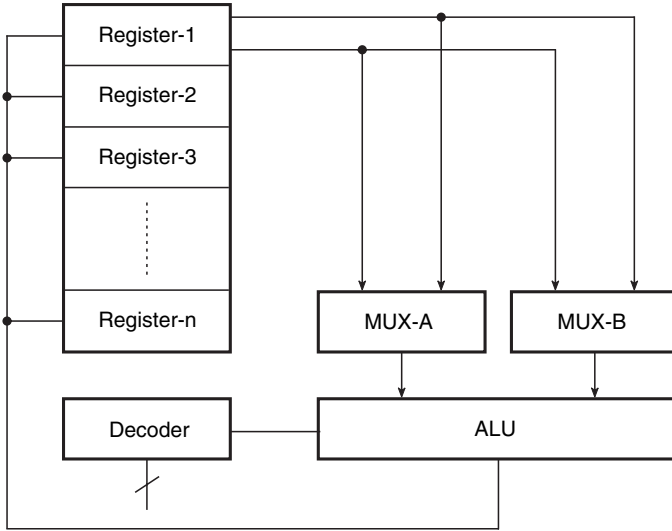 Register-1
Register-2
Register-3
Register-n
MUX-A
MUX-B
Decoder
ALU